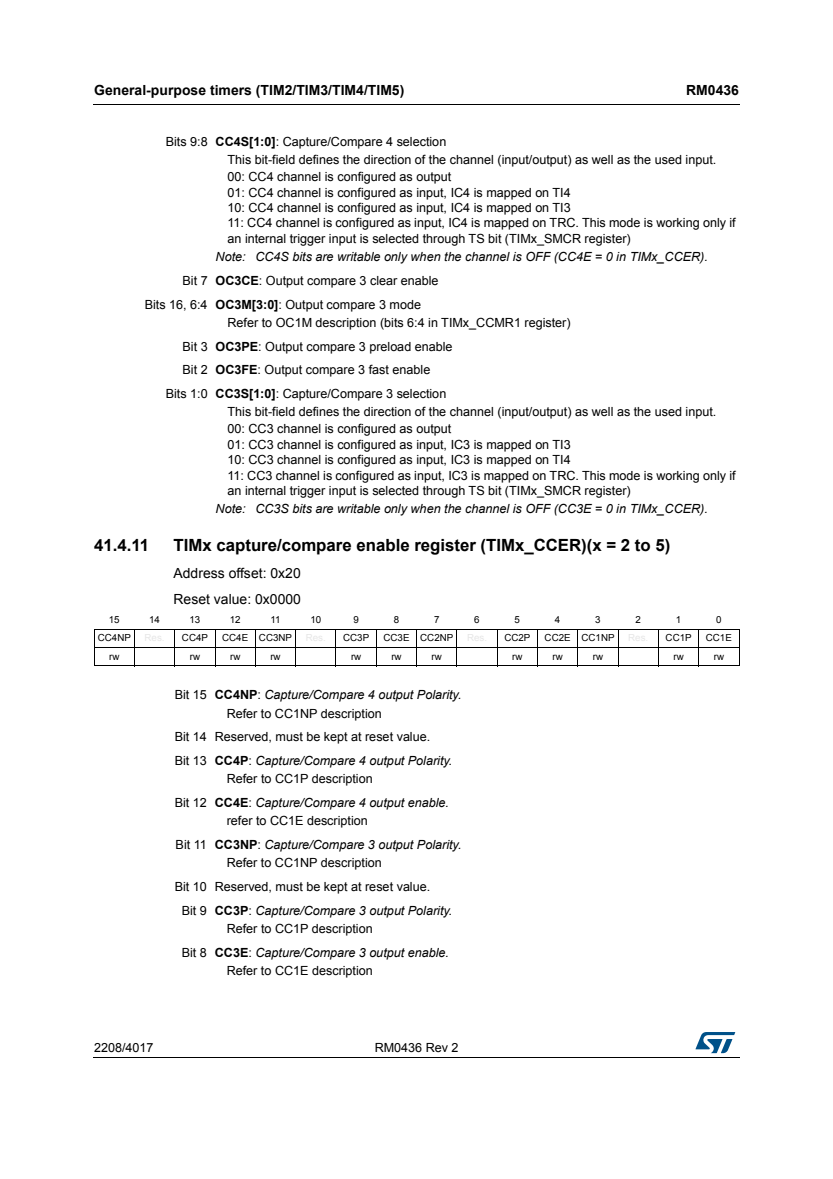 General-purpose timers (TIM2/TIM3/TIM4/TIM5) RM0436
Bits 9:8 CC4S[1:0]: Capture/Compare 4 selection
This bit-field defines the direction of the channel (input/output) as well as the used input.
00: CC4 channel is configured as output
01: CC4 channel is configured as input, IC4 is mapped on TI4
10: CC4 channel is configured as input, IC4 is mapped on TI3
11: CC4 channel is configured as input, IC4 is mapped on TRC. This mode is working only if
an internal trigger input is selected through TS bit (TIMx_SMCR register)
Note: CC4S bits are writable only when the channel is OFF (CC4E = 0 in TIMx_CCER).
Bit 7 OC3CE: Output compare 3 clear enable
Bits 16, 6:4 OC3M[3:0]: Output compare 3 mode
Refer to OC1M description (bits 6:4 in TIMx_CCMR1 register)
Bit 3 OC3PE: Output compare 3 preload enable
Bit 2 OC3FE: Output compare 3 fast enable
Bits 1:0 CC3S[1:0]: Capture/Compare 3 selection
This bit-field defines the direction of the channel (input/output) as well as the used input.
00: CC3 channel is configured as output
01: CC3 channel is configured as input, IC3 is mapped on TI3
10: CC3 channel is configured as input, IC3 is mapped on TI4
11: CC3 channel is configured as input, IC3 is mapped on TRC. This mode is working only if
an internal trigger input is selected through TS bit (TIMx_SMCR register)
Note: CC3S bits are writable only when the channel is OFF (CC3E = 0 in TIMx_CCER).
41.4.11 TIMx capture/compare enable register (TIMx_CCER)(x = 2 to 5)
Address offset: 0x20
Reset value: 0x0000
15 14 13 12 11 10 9 8 7 6 5 4 3 2 1 0
CC4NP Res. CC4P CC4E CC3NP Res. CC3P CC3E CC2NP Res. CC2P CC2E CC1NP Res. CC1P CC1E
rw rw rw rw rw rw rw rw rw rw rw rw
Bit 15 CC4NP: Capture/Compare 4 output Polarity.
Refer to CC1NP description
Bit 14 Reserved, must be kept at reset value.
Bit 13 CC4P: Capture/Compare 4 output Polarity.
Refer to CC1P description
Bit 12 CC4E: Capture/Compare 4 output enable.
refer to CC1E description
Bit 11 CC3NP: Capture/Compare 3 output Polarity.
Refer to CC1NP description
Bit 10 Reserved, must be kept at reset value.
Bit 9 CC3P: Capture/Compare 3 output Polarity.
Refer to CC1P description
Bit 8 CC3E: Capture/Compare 3 output enable.
Refer to CC1E description
2208/4017 RM0436 Rev 2 ST